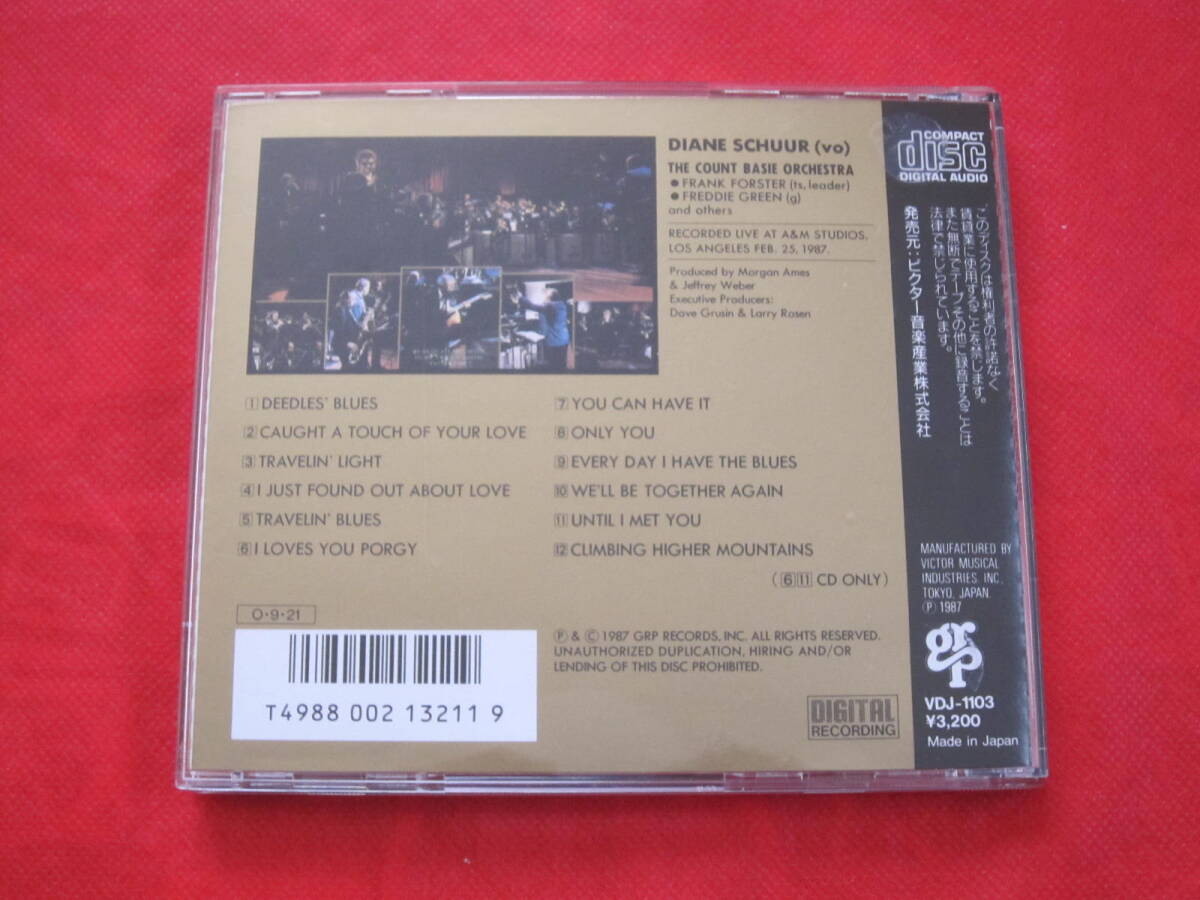 DIANE SCHUUR (vo)
THE COUNT BASIE ORCHESTRA
● FRANK FORSTER (ts, leader)
● FREDDIE GREEN (g)
and others
RECORDED LIVE AT A&M STUDIOS,
LOS ANGELES FEB. 25, 1987.
Produced by Morgan Ames
& Jeffrey Weber
Executive Producers:
Dave Grusin & Larry Rosen
1 DEEDLES' BLUES
2 CAUGHT A TOUCH OF YOUR LOVE
3 TRAVELIN' LIGHT
4 I JUST FOUND OUT ABOUT LOVE
5 TRAVELIN' BLUES
6 I LOVES YOU PORGY
7 YOU CAN HAVE IT
8 ONLY YOU
9 EVERY DAY I HAVE THE BLUES
10 WE'LL BE TOGETHER AGAIN
11 UNTIL I MET YOU
12 CLIMBING HIGHER MOUNTAINS
(6 11 CD ONLY)
O・9・21
T4988 002 13211 9
Ⓟ & © 1987 GRP RECORDS, INC. ALL RIGHTS RESERVED.
UNAUTHORIZED DUPLICATION, HIRING AND/OR
LENDING OF THIS DISC PROHIBITED.
DIGITAL
RECORDING
COMPACT
disc
DIGITAL AUDIO
このディスクは権利者の許諾なく
賃貸業に使用することを禁じます。
また無断でテープその他に録音することは
法律で禁じられています。
発売元:ビクター音楽産業株式会社
MANUFACTURED BY
VICTOR MUSICAL
INDUSTRIES, INC.,
TOKYO, JAPAN.
Ⓟ 1987
grp
VDJ-1103
¥3,200
Made in Japan